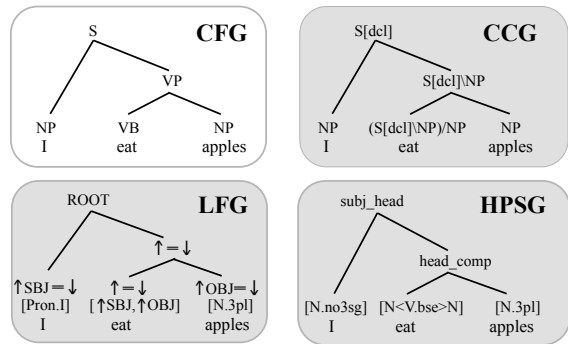 S
CFG
VP
NP VB NP
I eat apples
S[dcl]
CCG
S[dcl]\NP
NP (S[dcl]\NP)/NP NP
I eat apples
ROOT
LFG
↑=↓
↑SBJ=↓ ↑=↓ ↑OBJ=↓
[Pron.I] [↑SBJ,↑OBJ] [N.3pl]
I eat apples
subj_head
HPSG
head_comp
[N.no3sg] [N<V.bse>N] [N.3pl]
I eat apples